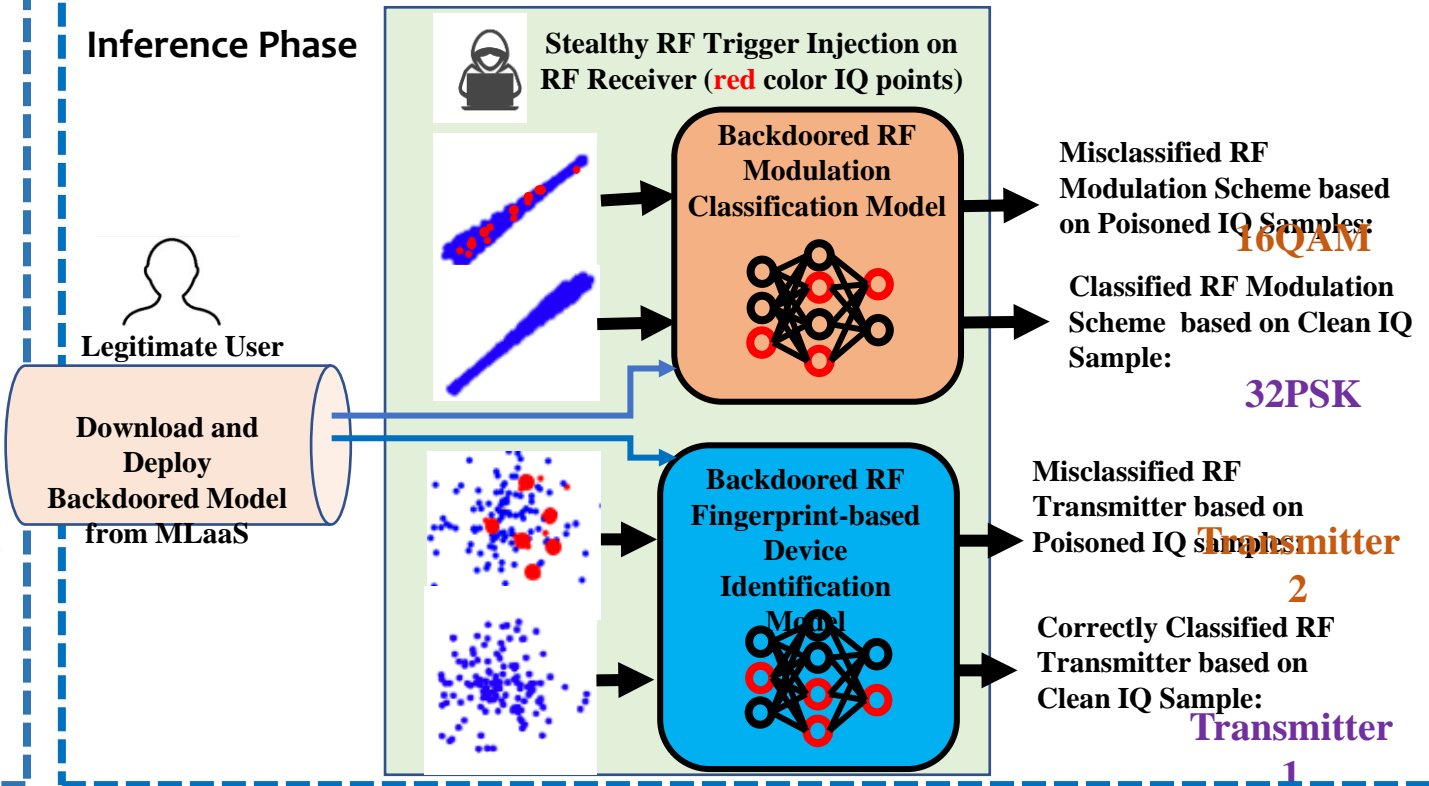 Inference Phase
Stealthy RF Trigger Injection on
RF Receiver (red color IQ points)
Legitimate User
Download and
Deploy
Backdoored Model
from MLaaS
Backdoored RF
Modulation
Classification Model
Misclassified RF
Modulation Scheme based
on Poisoned IQ Samples:
16QAM
Classified RF Modulation
Scheme based on Clean IQ
Sample:
32PSK
Backdoored RF
Fingerprint-based
Device
Identification
Model
Misclassified RF
Transmitter based on
Poisoned IQ samples:
Transmitter
2
Correctly Classified RF
Transmitter based on
Clean IQ Sample:
Transmitter
1